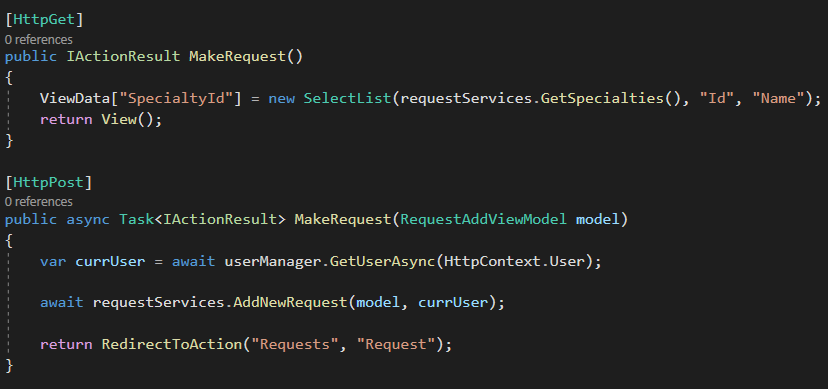 [HttpGet]
0 references
public IActionResult MakeRequest()
{
ViewData["SpecialtyId"] = new SelectList(requestServices.GetSpecialties(), "Id", "Name");
return View();
}
[HttpPost]
0 references
public async Task<IActionResult> MakeRequest(RequestAddViewModel model)
{
var currUser = await userManager.GetUserAsync(HttpContext.User);
await requestServices.AddNewRequest(model, currUser);
return RedirectToAction("Requests", "Request");
}